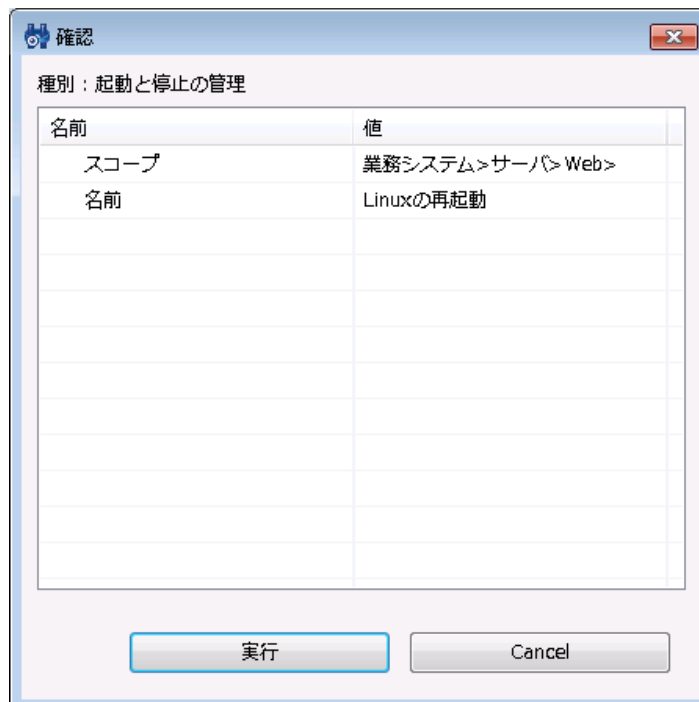 確認
種別：起動と停止の管理
名前 値
スコープ 業務システム>サーバ>Web>
名前 Linuxの再起動
実行 Cancel